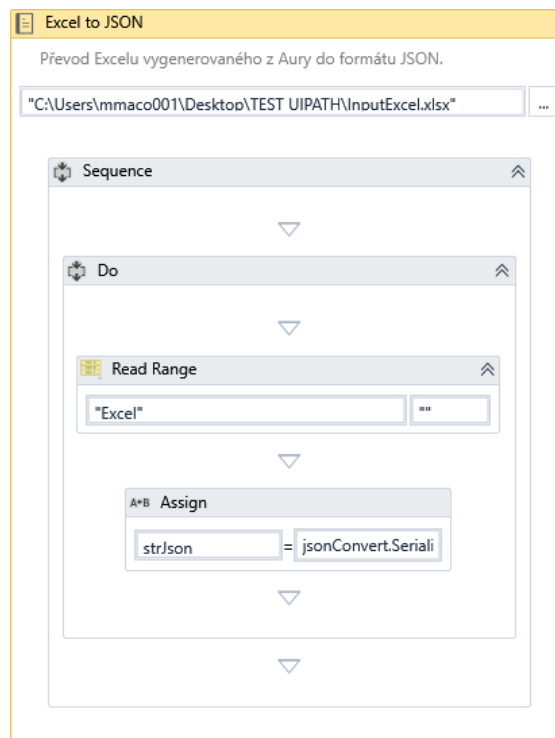 Excel to JSON
Převod Excelu vygenerovaného z Aury do formátu JSON.
"C:\Users\mmaco001\Desktop\TEST UIPATH\InputExcel.xlsx" ...
Sequence
Do
Read Range
"Excel" ""
A+B Assign
strJson = jsonConvert.Seriali